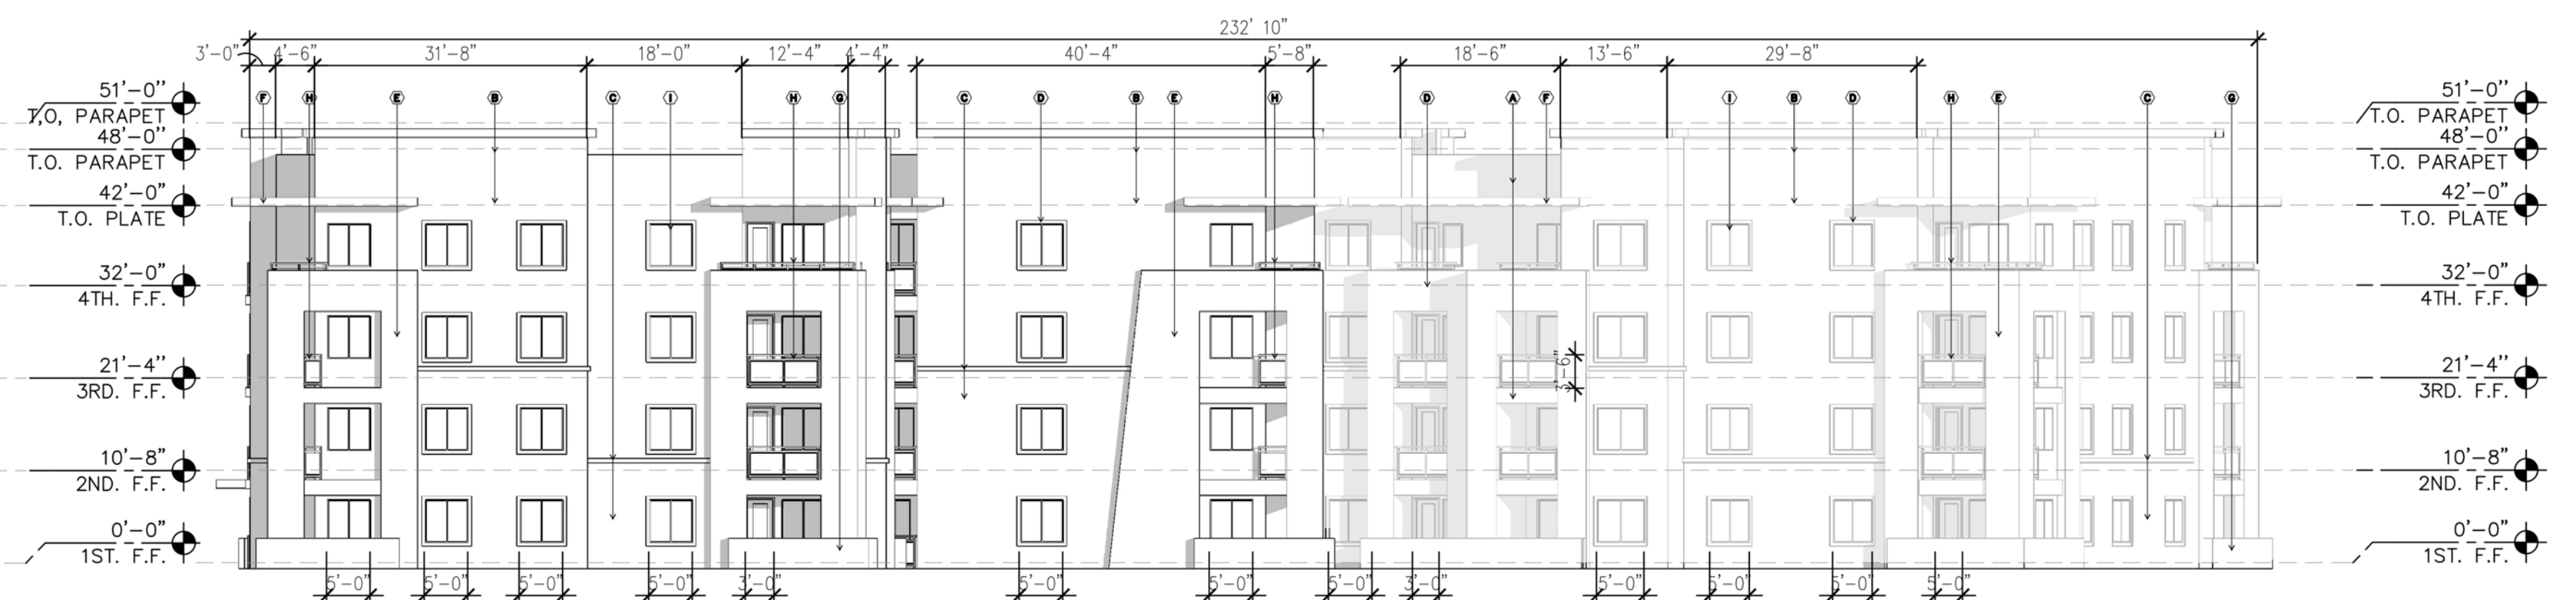 232' 10"
3'-0" 4'-6" 31'-8" 18'-0" 12'-4" 4'-4" 40'-4" 5'-8" 18'-6" 13'-6" 29'-8"
F H E B C I H G C D B E H D A F I B D H E C G
51'-0" 51'-0"
T.O, PARAPET T.O. PARAPET
48'-0" 48'-0"
T.O. PARAPET T.O. PARAPET
42'-0" 42'-0"
T.O. PLATE T.O. PLATE
32'-0" 32'-0"
4TH. F.F. 4TH. F.F.
3'-6"
21'-4" 21'-4"
3RD. F.F. 3RD. F.F.
10'-8" 10'-8"
2ND. F.F. 2ND. F.F.
0'-0" 0'-0"
1ST. F.F. 1ST. F.F.
5'-0" 5'-0" 5'-0" 5'-0" 3'-0" 5'-0" 5'-0" 5'-0" 3'-0" 5'-0" 5'-0" 5'-0" 5'-0"